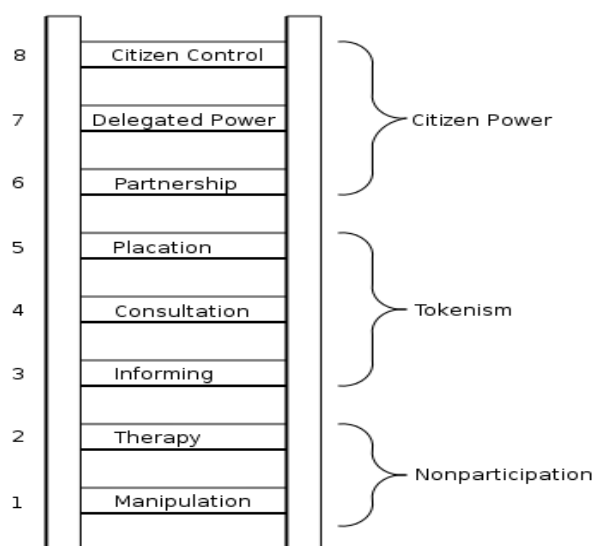 8 Citizen Control
7 Delegated Power
Citizen Power
6 Partnership
5 Placation
4 Consultation
Tokenism
3 Informing
2 Therapy
Nonparticipation
1 Manipulation